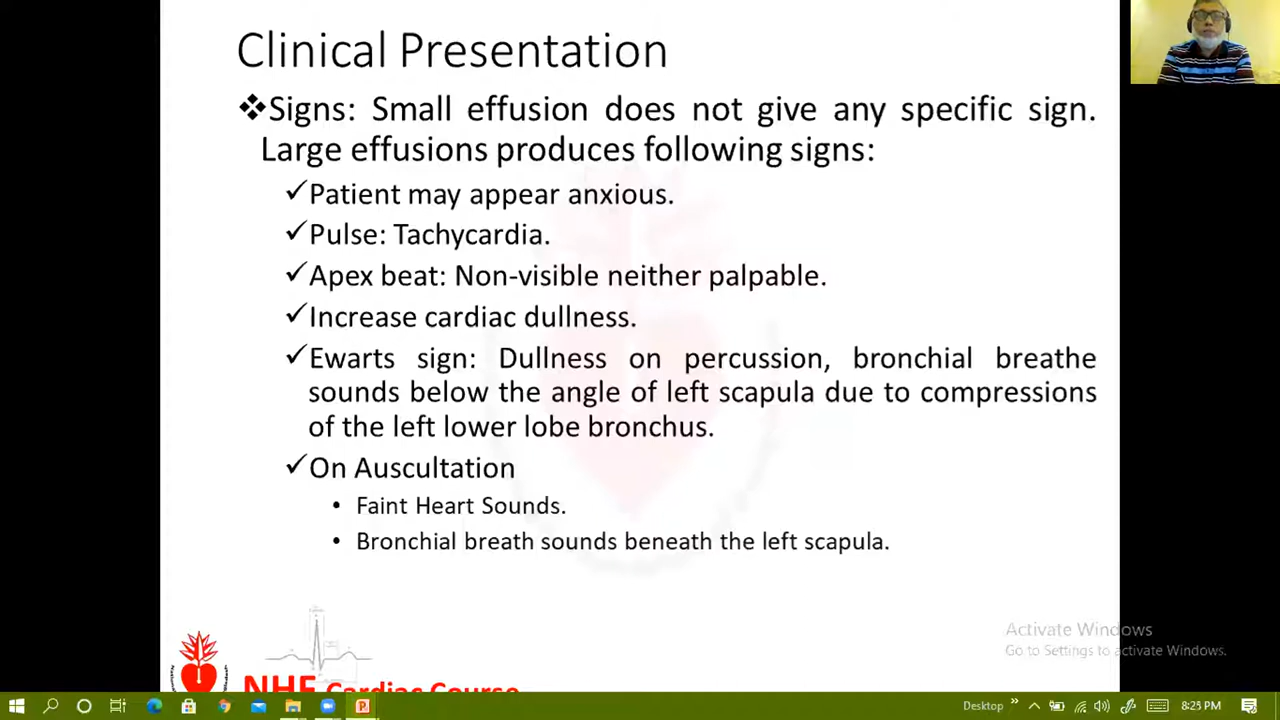 Clinical Presentation
❖Signs: Small effusion does not give any specific sign.
Large effusions produces following signs:
✓Patient may appear anxious.
✓Pulse: Tachycardia.
✓Apex beat: Non-visible neither palpable.
✓Increase cardiac dullness.
✓Ewarts sign: Dullness on percussion, bronchial breathe
sounds below the angle of left scapula due to compressions
of the left lower lobe bronchus.
✓On Auscultation
• Faint Heart Sounds.
• Bronchial breath sounds beneath the left scapula.
Activate Windows
Go to Settings to activate Windows.
NHF Cardiac Course
Desktop
8:25 PM